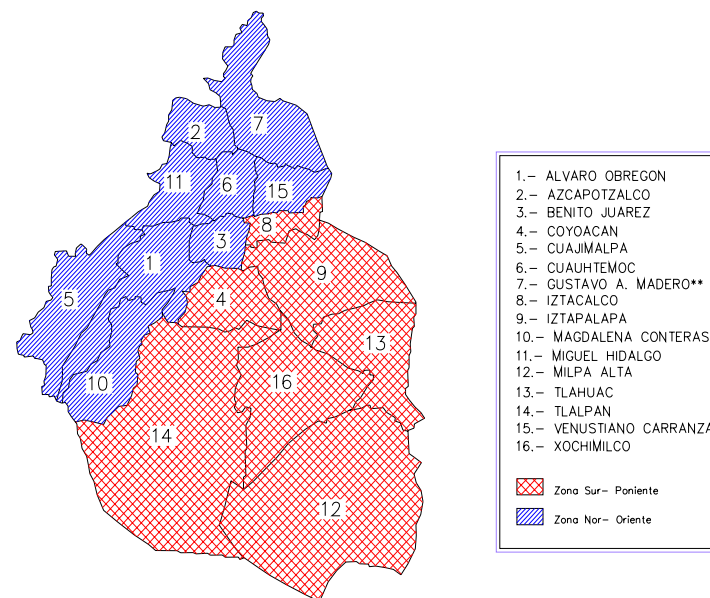 7
2
11
6
15
8
3
1
9
5
4
13
10
16
14
12
1.- ALVARO OBREGON
2.- AZCAPOTZALCO
3.- BENITO JUAREZ
4.- COYOACAN
5.- CUAJIMALPA
6.- CUAUHTEMOC
7.- GUSTAVO A. MADERO**
8.- IZTACALCO
9.- IZTAPALAPA
10.- MAGDALENA CONTERAS
11.- MIGUEL HIDALGO
12.- MILPA ALTA
13.- TLAHUAC
14.- TLALPAN
15.- VENUSTIANO CARRANZA
16.- XOCHIMILCO
Zona Sur- Poniente
Zona Nor- Oriente